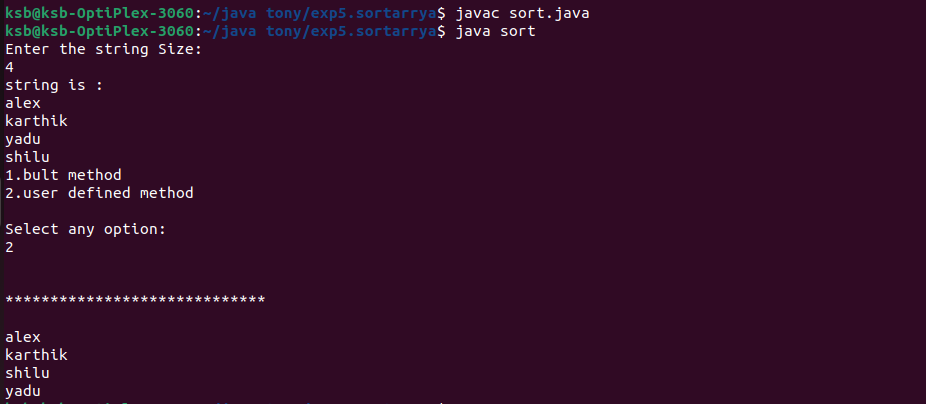 ksb@ksb-OptiPlex-3060:~/java tony/exp5.sortarrya$ javac sort.java
ksb@ksb-OptiPlex-3060:~/java tony/exp5.sortarrya$ java sort
Enter the string Size:
4
string is :
alex
karthik
yadu
shilu
1.bult method
2.user defined method
Select any option:
2
*****************************
alex
karthik
shilu
yadu